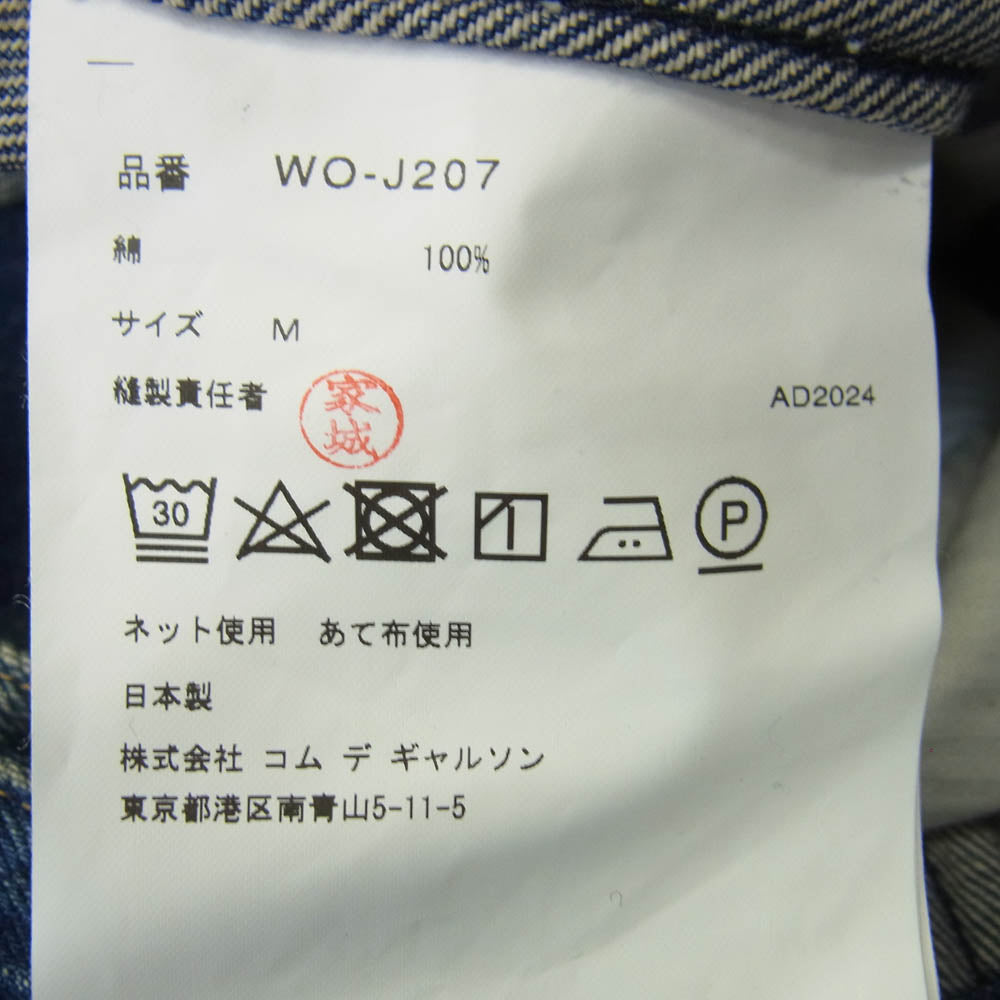 品番 WO-J207
綿 100%
サイズ M
縫製責任者 家城 AD2024
30 P
ネット使用 あて布使用
日本製
株式会社 コム デ ギャルソン
東京都港区南青山5-11-5